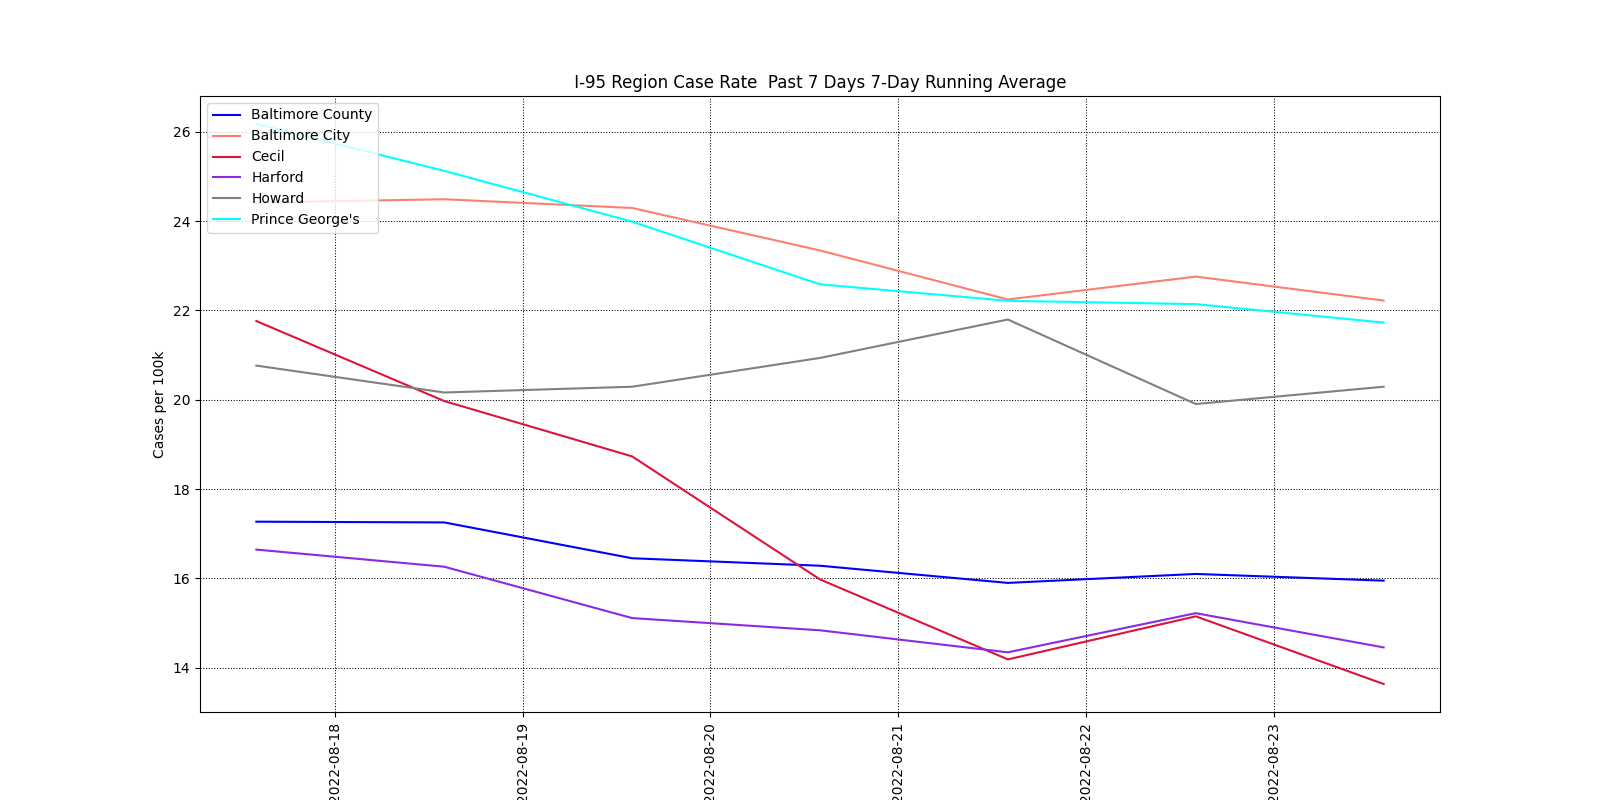 I-95 Region Case Rate  Past 7 Days 7-Day Running Average
Baltimore County
Baltimore City
Cecil
Harford
Howard
Prince George's
Cases per 100k
26
24
22
20
18
16
14
2022-08-18
2022-08-19
2022-08-20
2022-08-21
2022-08-22
2022-08-23